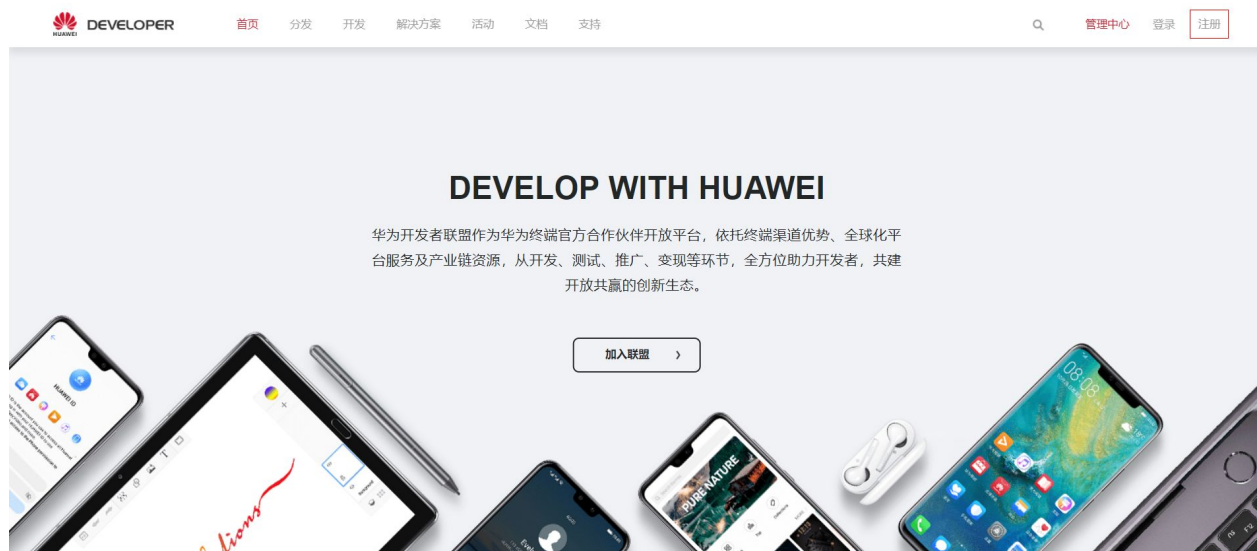 HUAWEI DEVELOPER 首页 分发 开发 解决方案 活动 文档 支持 管理中心 登录 注册
DEVELOP WITH HUAWEI
华为开发者联盟作为华为终端官方合作伙伴开放平台，依托终端渠道优势、全球化平
台服务及产业链资源，从开发、测试、推广、变现等环节，全方位助力开发者，共建
开放共赢的创新生态。
加入联盟
HUAWEI ID
08:08
PURE NATURE
Background
lions